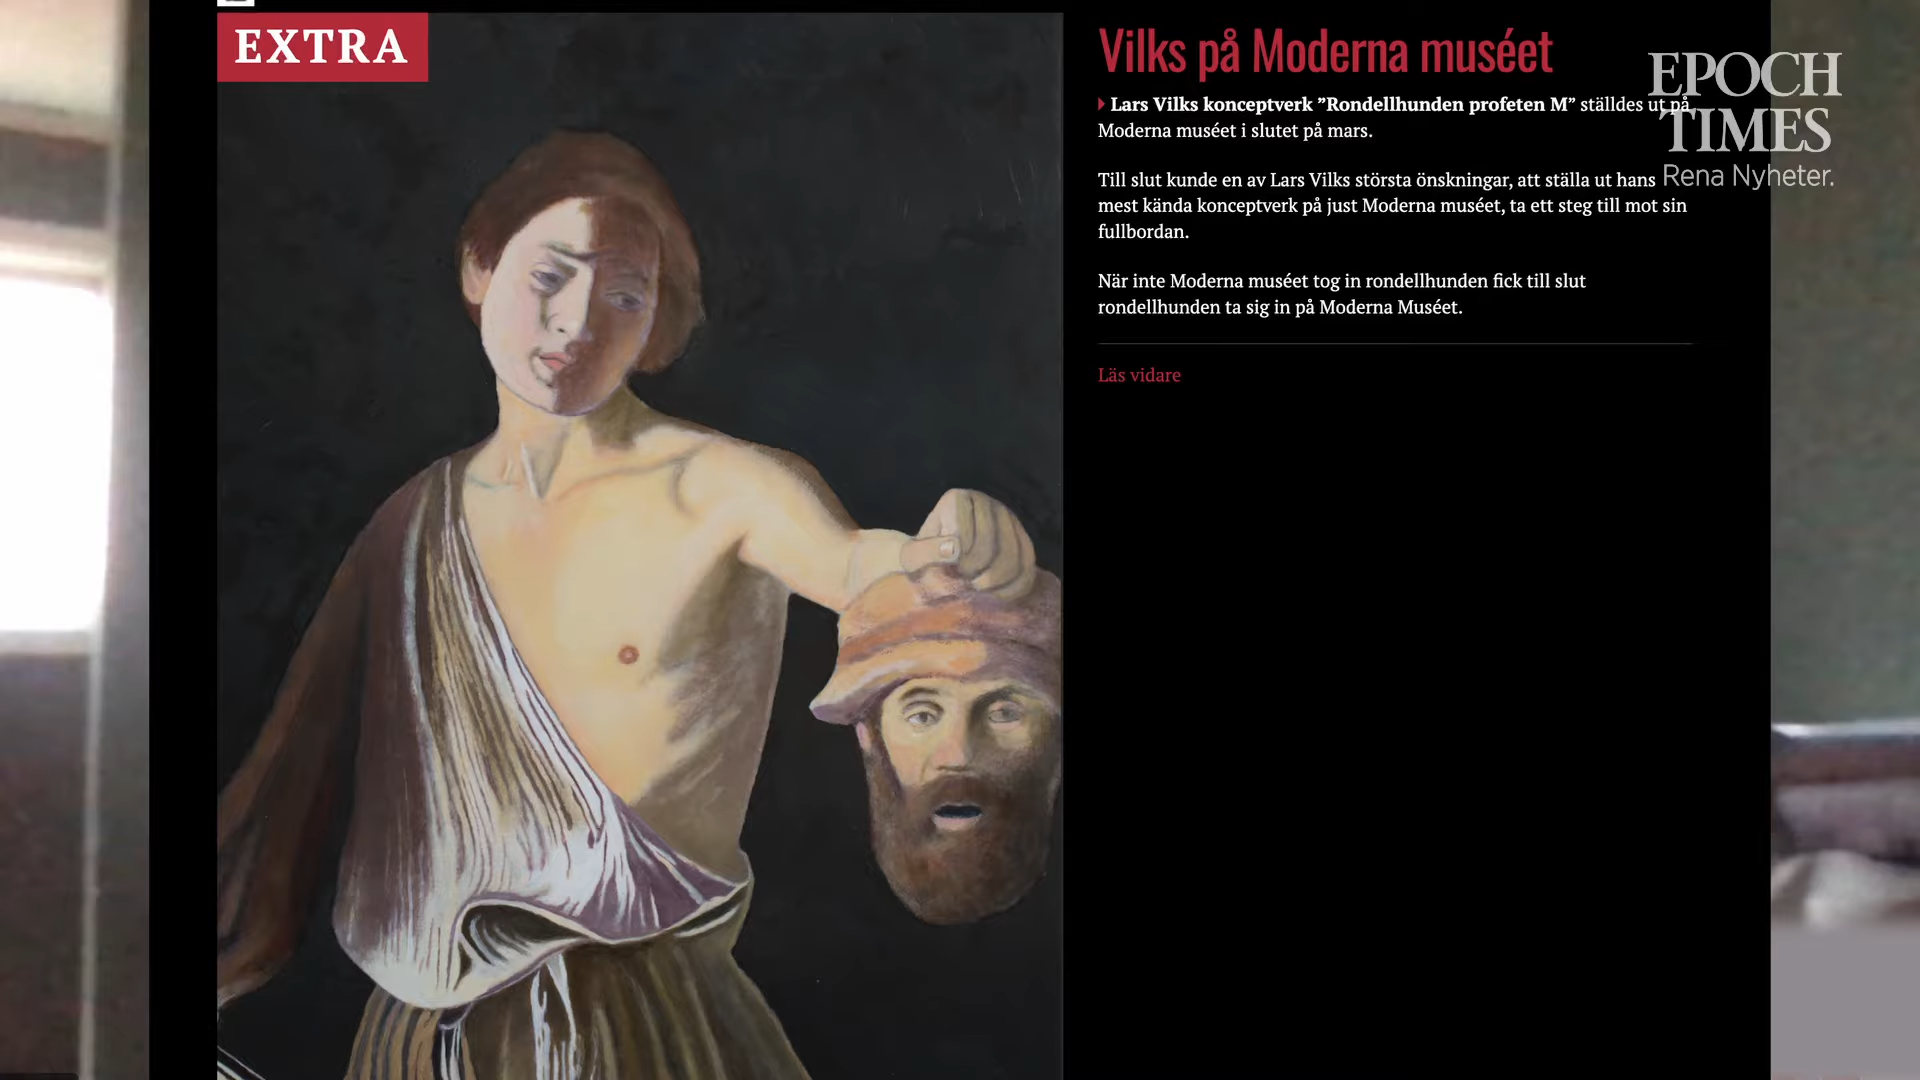 EXTRA
Vilks på Moderna muséet
Lars Vilks konceptverk ”Rondellhunden profeten M” ställdes ut på
Moderna muséet i slutet på mars.
Till slut kunde en av Lars Vilks största önskningar, att ställa ut hans
mest kända konceptverk på just Moderna muséet, ta ett steg till mot sin
fullbordan.
När inte Moderna muséet tog in rondellhunden fick till slut
rondellhunden ta sig in på Moderna Muséet.
Läs vidare
EPOCH
TIMES
Rena Nyheter.